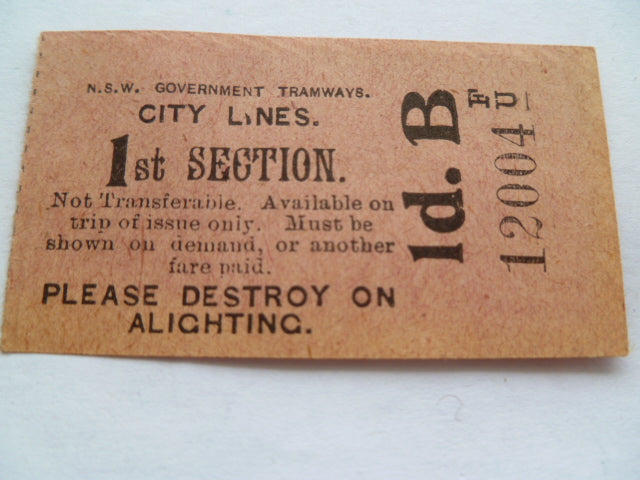 N.S.W. GOVERNMENT TRAMWAYS.
CITY LINES.
1st SECTION.
Not Transferable. Available on
trip of issue only. Must be
shown on demand, or another
fare paid.
PLEASE DESTROY ON
ALIGHTING.
1d. B
12004